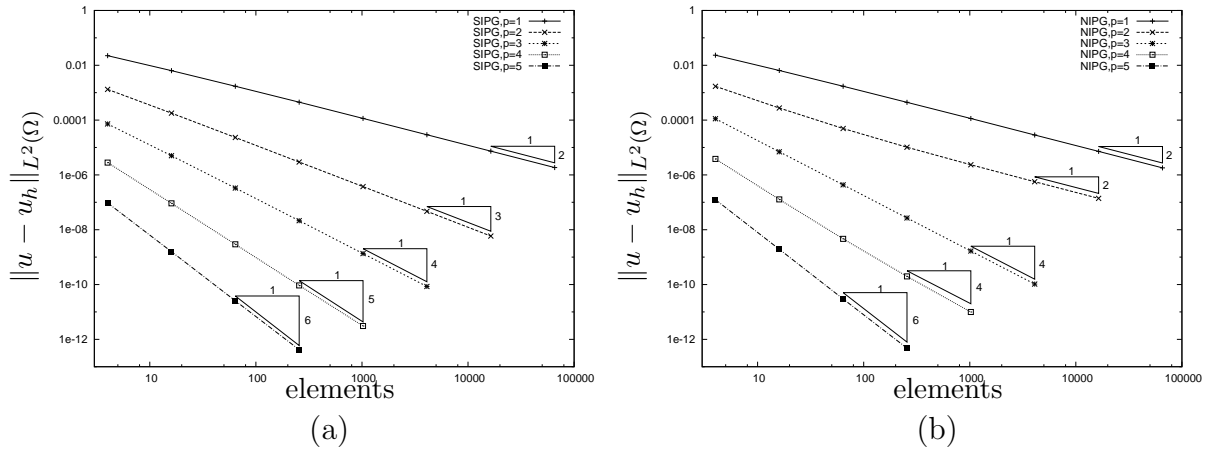 1
0.01
0.0001
1e-06
1e-08
1e-10
1e-12
10
100
1000
10000
100000
‖u − u_h‖_{L²(Ω)}
elements
SIPG,p=1
SIPG,p=2
SIPG,p=3
SIPG,p=4
SIPG,p=5
1
2
1
3
1
4
1
5
1
6
(a)
1
0.01
0.0001
1e-06
1e-08
1e-10
1e-12
10
100
1000
10000
100000
‖u − u_h‖_{L²(Ω)}
elements
NIPG,p=1
NIPG,p=2
NIPG,p=3
NIPG,p=4
NIPG,p=5
1
2
1
2
1
4
1
4
1
6
(b)